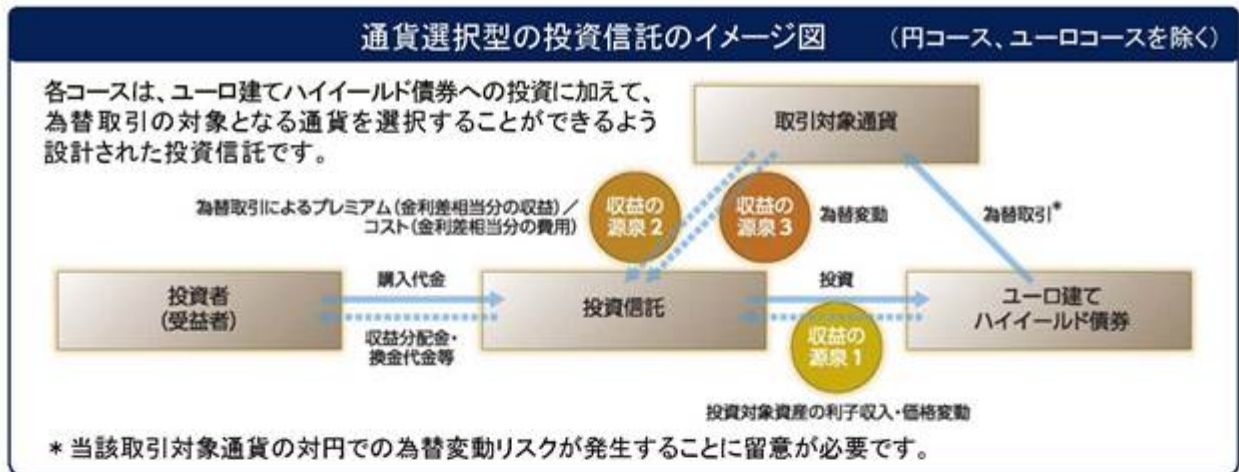 通貨選択型の投資信託のイメージ図 (円コース、ユーロコースを除く)
各コースは、ユーロ建てハイイールド債券への投資に加えて、
為替取引の対象となる通貨を選択することができるよう
設計された投資信託です。
取引対象通貨
為替取引によるプレミアム(金利差相当分の収益)/
コスト(金利差相当分の費用)
収益の
源泉2
収益の
源泉3
為替変動
為替取引*
投資者
(受益者)
購入代金
収益分配金・
換金代金等
投資信託
投資
収益の
源泉1
ユーロ建て
ハイイールド債券
投資対象資産の利子収入・価格変動
*当該取引対象通貨の対円での為替変動リスクが発生することに留意が必要です。